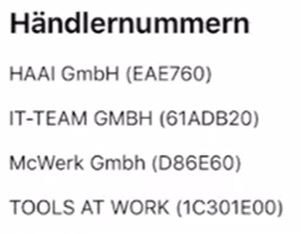 Händlernummern
HAAI GmbH (EAE760)
IT-TEAM GMBH (61ADB20)
McWerk Gmbh (D86E60)
TOOLS AT WORK (1C301E00)